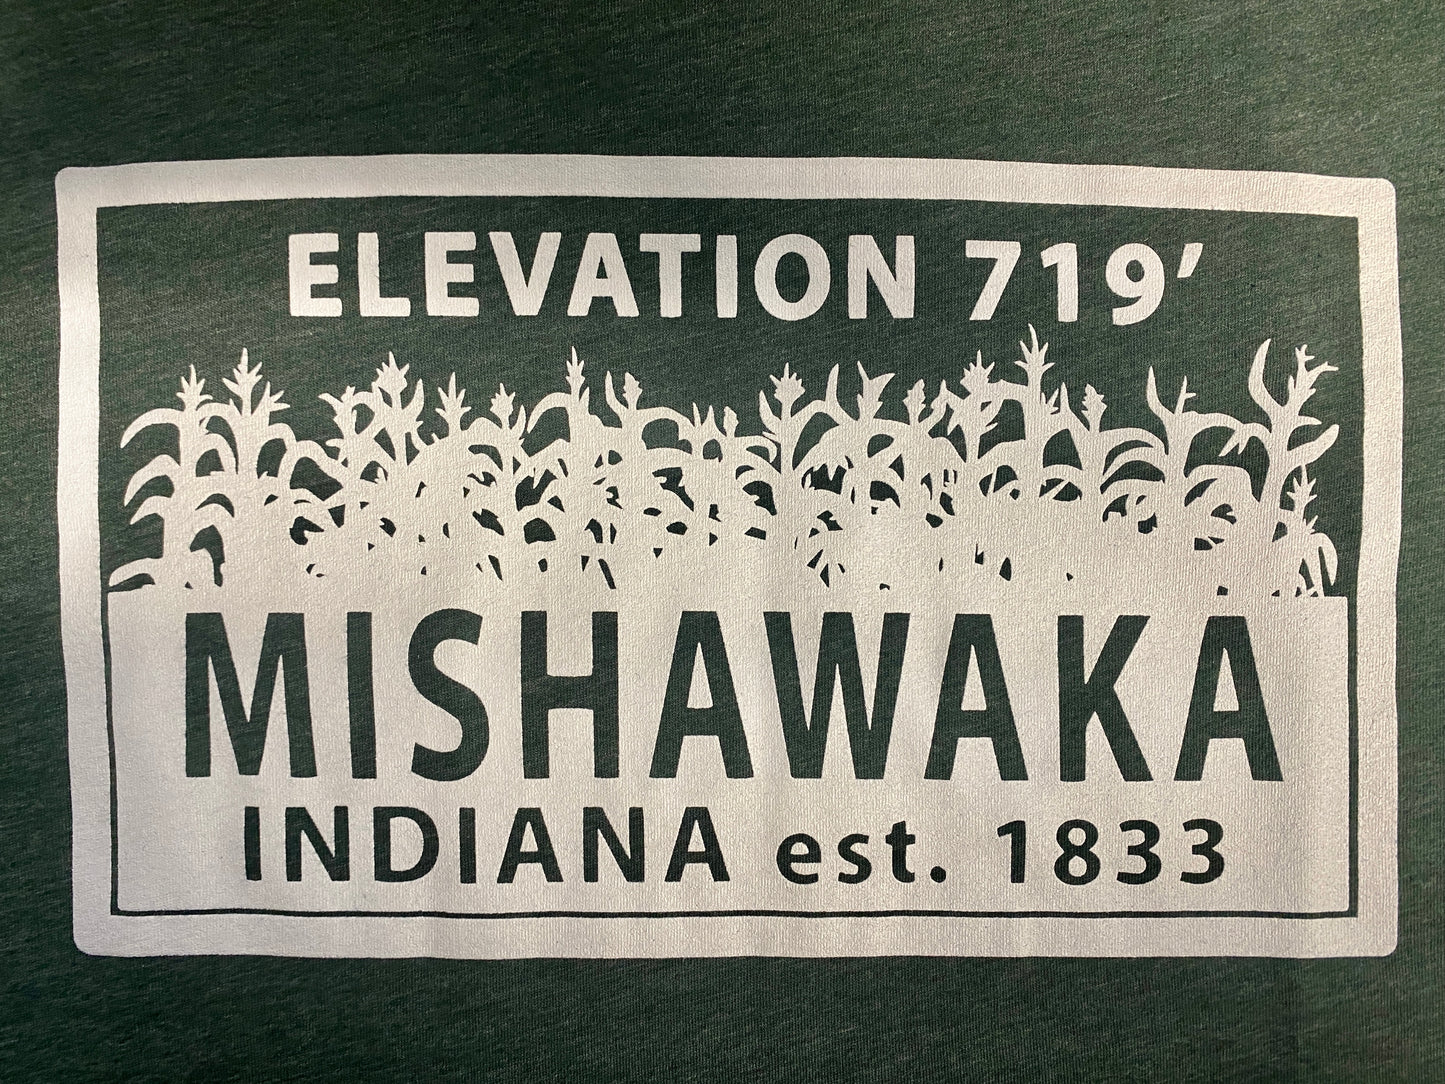 ELEVATION 719’
MISHAWAKA
INDIANA est. 1833